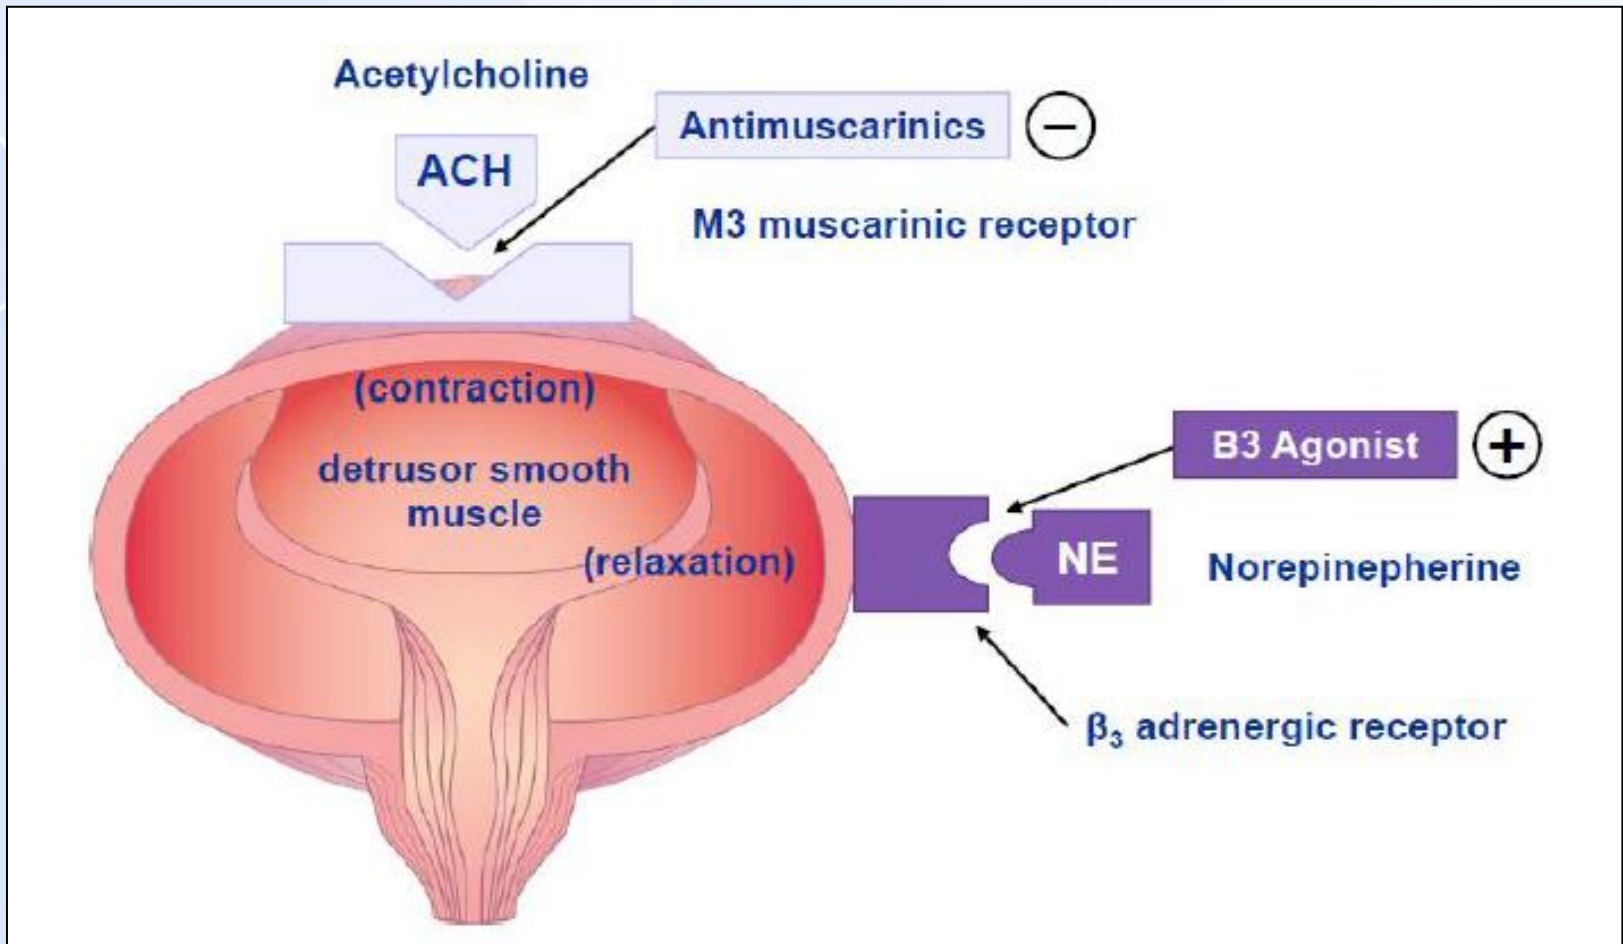 Acetylcholine
Antimuscarinics −
ACH
M3 muscarinic receptor
(contraction)
detrusor smooth
muscle
(relaxation)
B3 Agonist +
NE
Norepinepherine
β₃ adrenergic receptor